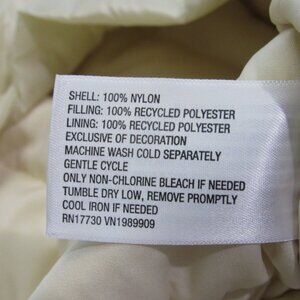 SHELL: 100% NYLON
FILLING: 100% RECYCLED POLYESTER
LINING: 100% RECYCLED POLYESTER
EXCLUSIVE OF DECORATION
MACHINE WASH COLD SEPARATELY
GENTLE CYCLE
ONLY NON-CHLORINE BLEACH IF NEEDED
TUMBLE DRY LOW, REMOVE PROMPTLY
COOL IRON IF NEEDED
RN17730 VN1989909